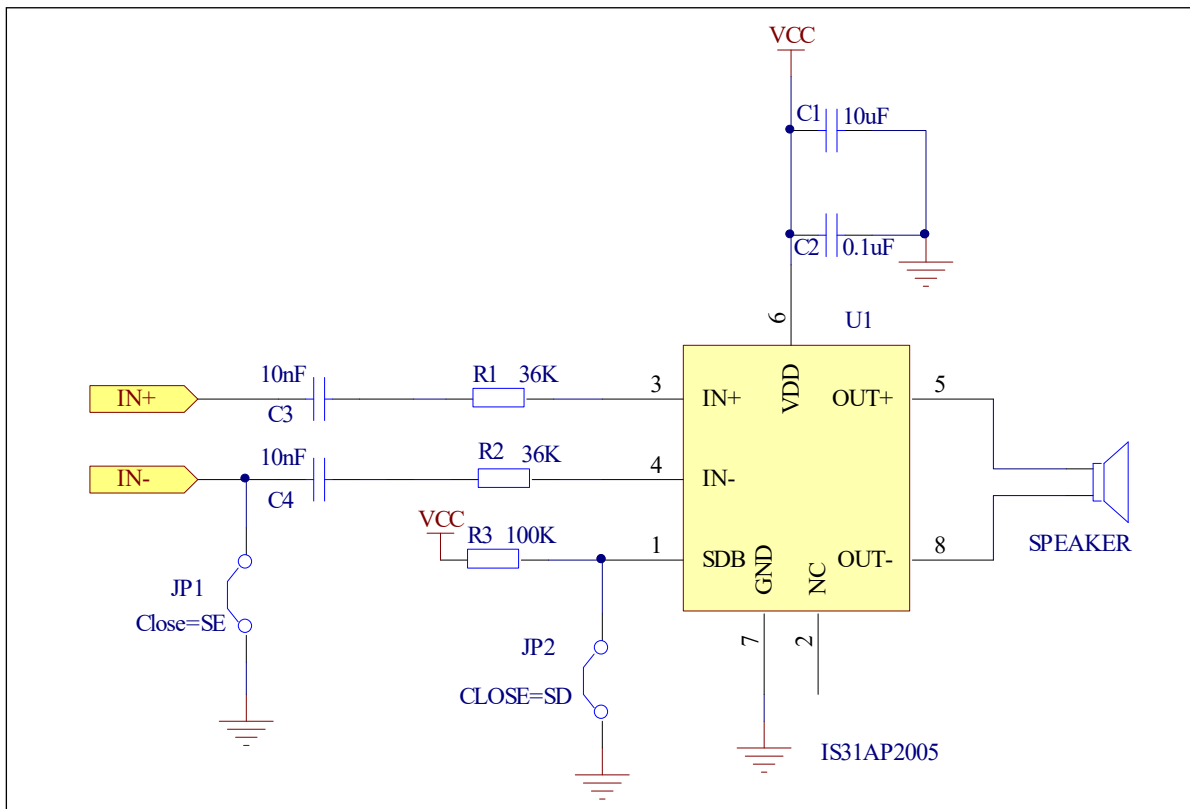 VCC
C1
10uF
C2
0.1uF
6
U1
10nF
R1 36K
3
IN+
C3
IN+
VDD
OUT+
5
10nF
R2 36K
4
IN-
C4
IN-
VCC
R3 100K
1
SDB
GND
NC
OUT-
8
SPEAKER
JP1
Close=SE
7
2
JP2
CLOSE=SD
IS31AP2005